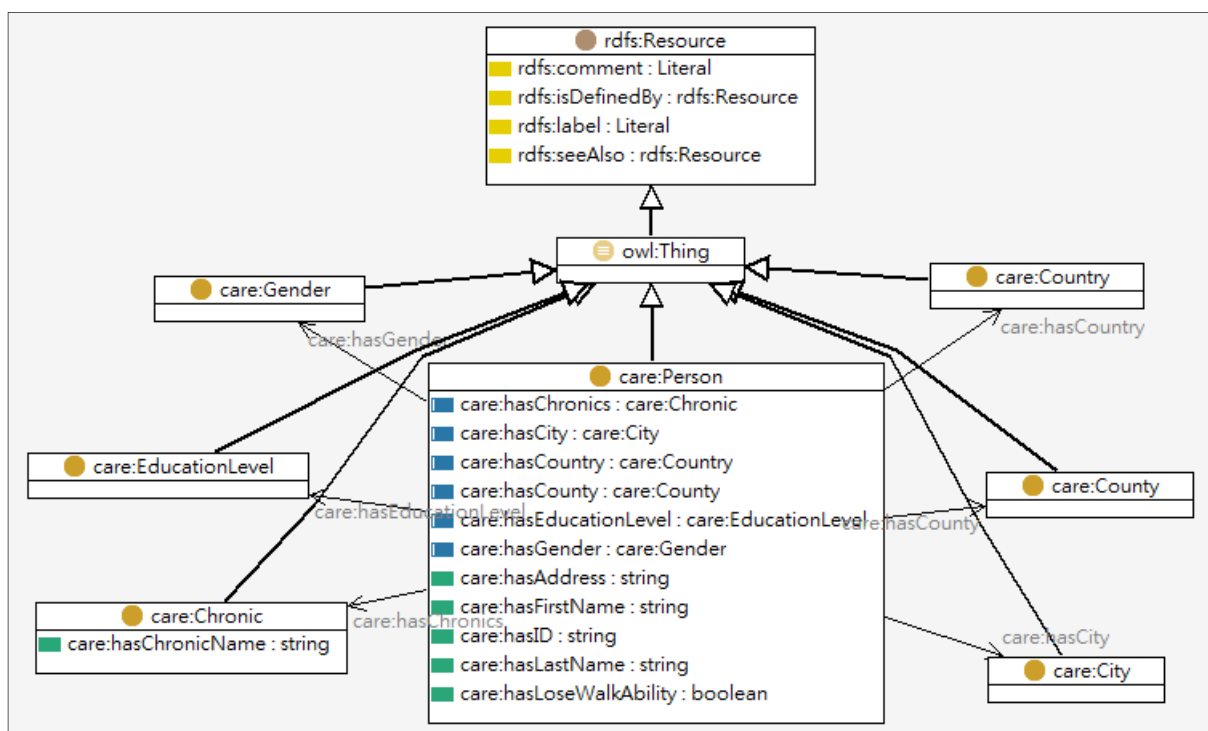 rdfs:Resource
rdfs:comment : Literal
rdfs:isDefinedBy : rdfs:Resource
rdfs:label : Literal
rdfs:seeAlso : rdfs:Resource
owl:Thing
care:Gender
care:Country
care:hasGender
care:hasCountry
care:Person
care:hasChronics : care:Chronic
care:hasCity : care:City
care:hasCountry : care:Country
care:hasCounty : care:County
care:hasEducationLevel : care:EducationLevel
care:hasGender : care:Gender
care:hasAddress : string
care:hasFirstName : string
care:hasID : string
care:hasLastName : string
care:hasLoseWalkAbility : boolean
care:EducationLevel
care:hasEducationLevel
care:County
care:hasCounty
care:Chronic
care:hasChronicName : string
care:hasChronics
care:hasCity
care:City